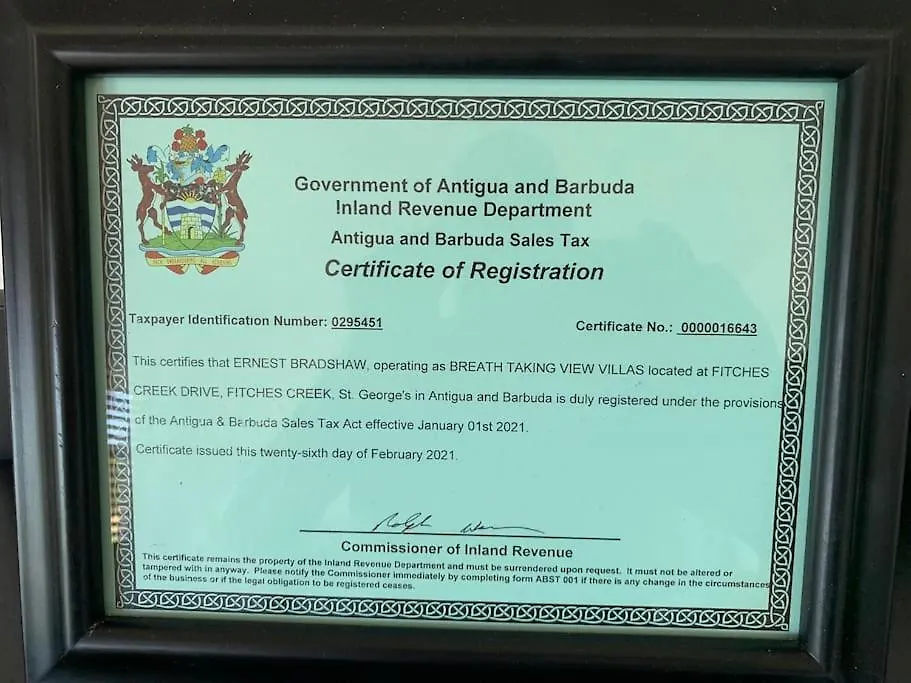 Government of Antigua and Barbuda
Inland Revenue Department
Antigua and Barbuda Sales Tax
Certificate of Registration
Taxpayer Identification Number: 0295451
Certificate No.: 0000016643
This certifies that ERNEST BRADSHAW, operating as BREATH TAKING VIEW VILLAS located at FITCHES
CREEK DRIVE, FITCHES CREEK, St. George's in Antigua and Barbuda is duly registered under the provisions
of the Antigua & Barbuda Sales Tax Act effective January 01st 2021.
Certificate issued this twenty-sixth day of February 2021.
Ralph
Commissioner of Inland Revenue
This certificate remains the property of the Inland Revenue Department and must be surrendered upon request. It must not be altered or
tampered with in anyway. Please notify the Commissioner immediately by completing form ABST 001 if there is any change in the circumstances
of the business or if the legal obligation to be registered ceases.